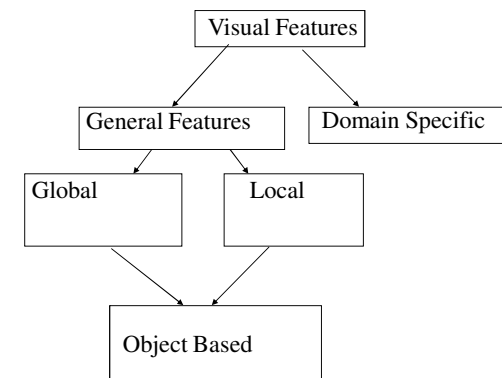 Visual Features
General Features
Domain Specific
Global
Local
Object Based